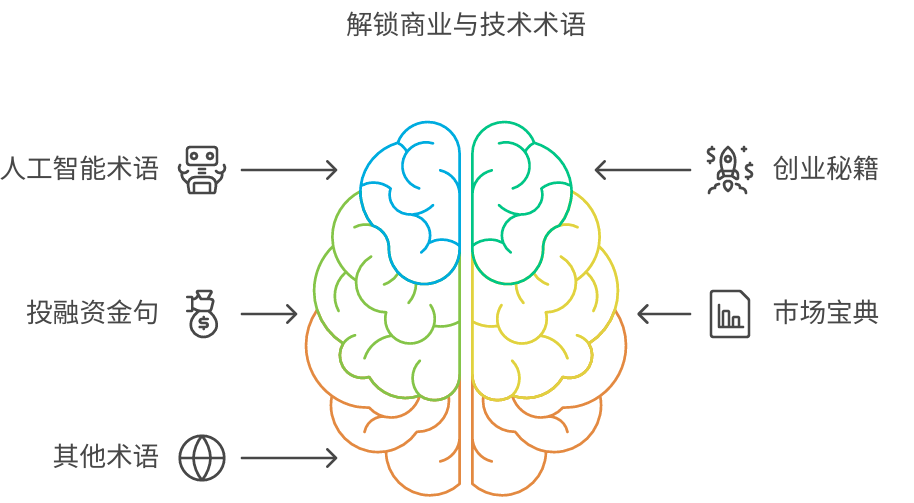 解锁商业与技术术语
人工智能术语
创业秘籍
投融资金句
市场宝典
其他术语